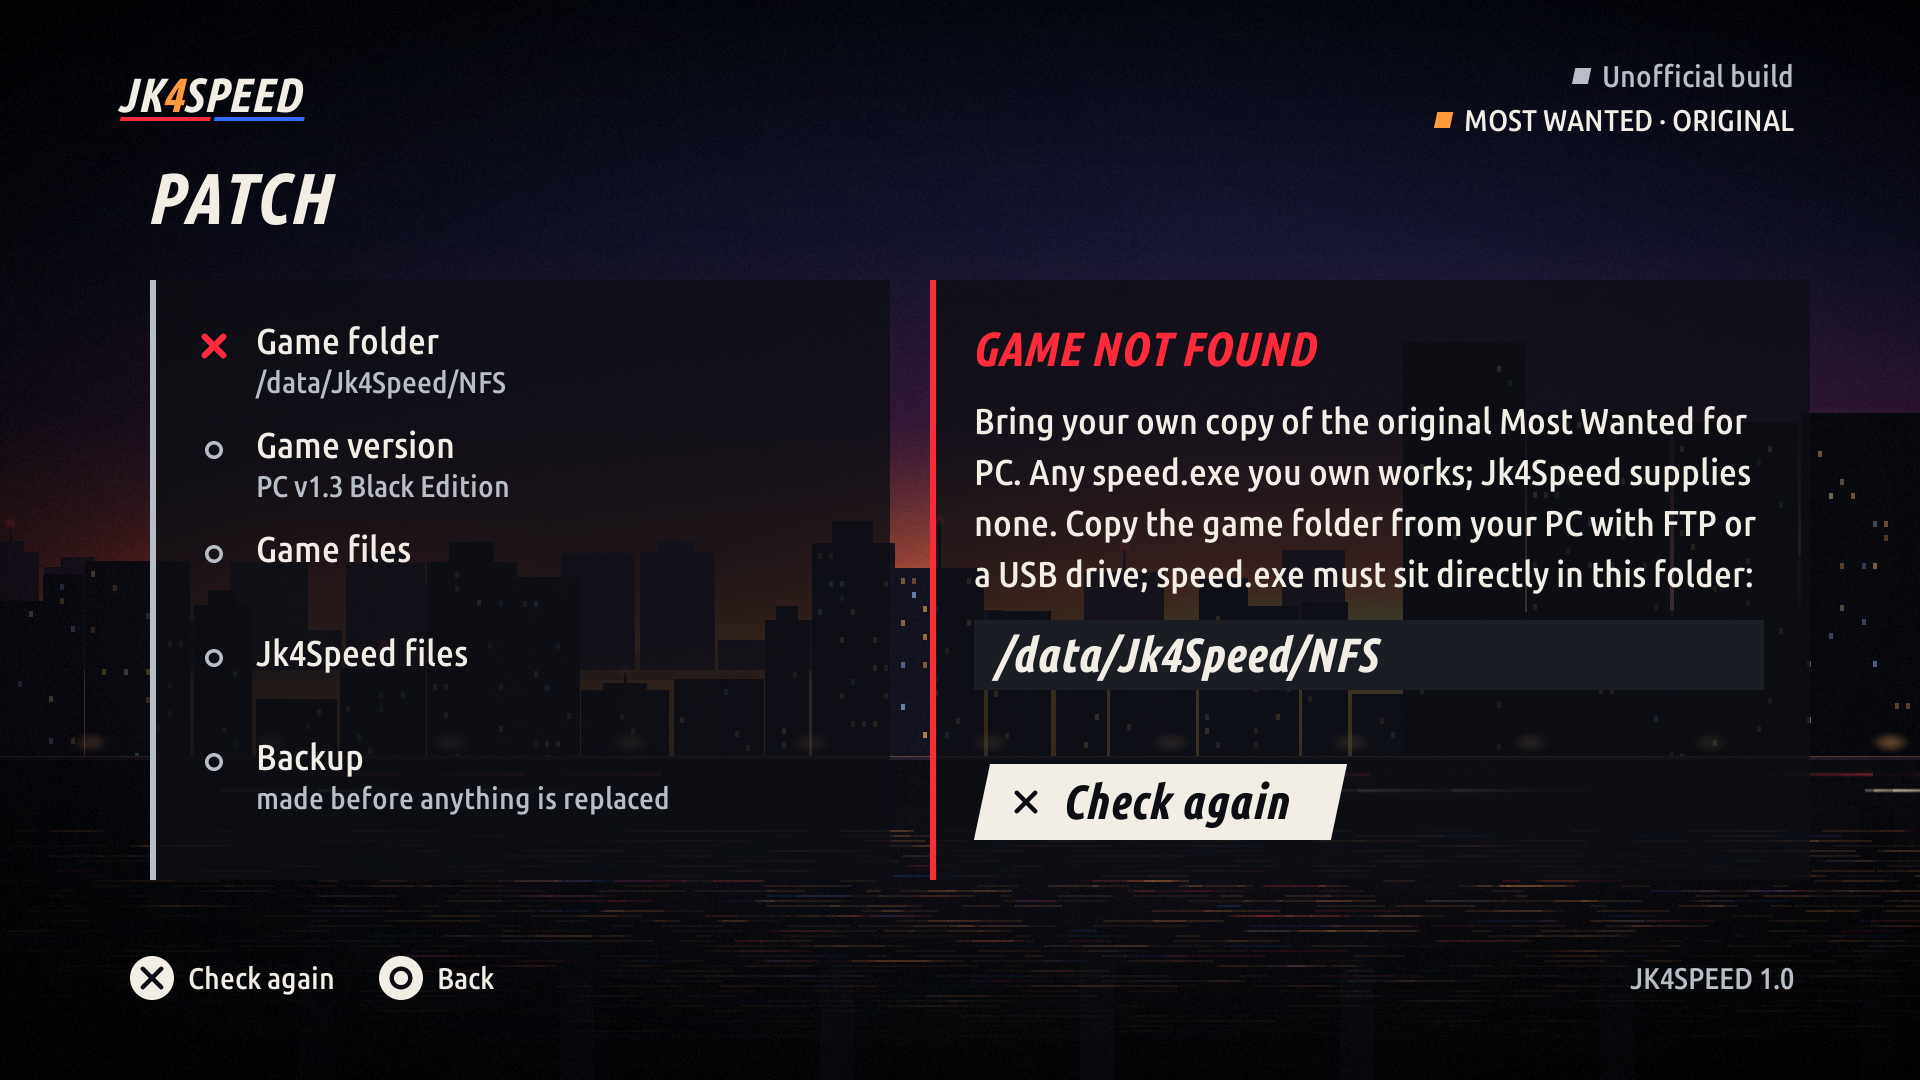 JK4SPEED
Unofficial build
MOST WANTED · ORIGINAL
PATCH
Game folder
/data/Jk4Speed/NFS
Game version
PC v1.3 Black Edition
Game files
Jk4Speed files
Backup
made before anything is replaced
GAME NOT FOUND
Bring your own copy of the original Most Wanted for
PC. Any speed.exe you own works; Jk4Speed supplies
none. Copy the game folder from your PC with FTP or
a USB drive; speed.exe must sit directly in this folder:
/data/Jk4Speed/NFS
Check again
Check again
Back
JK4SPEED 1.0